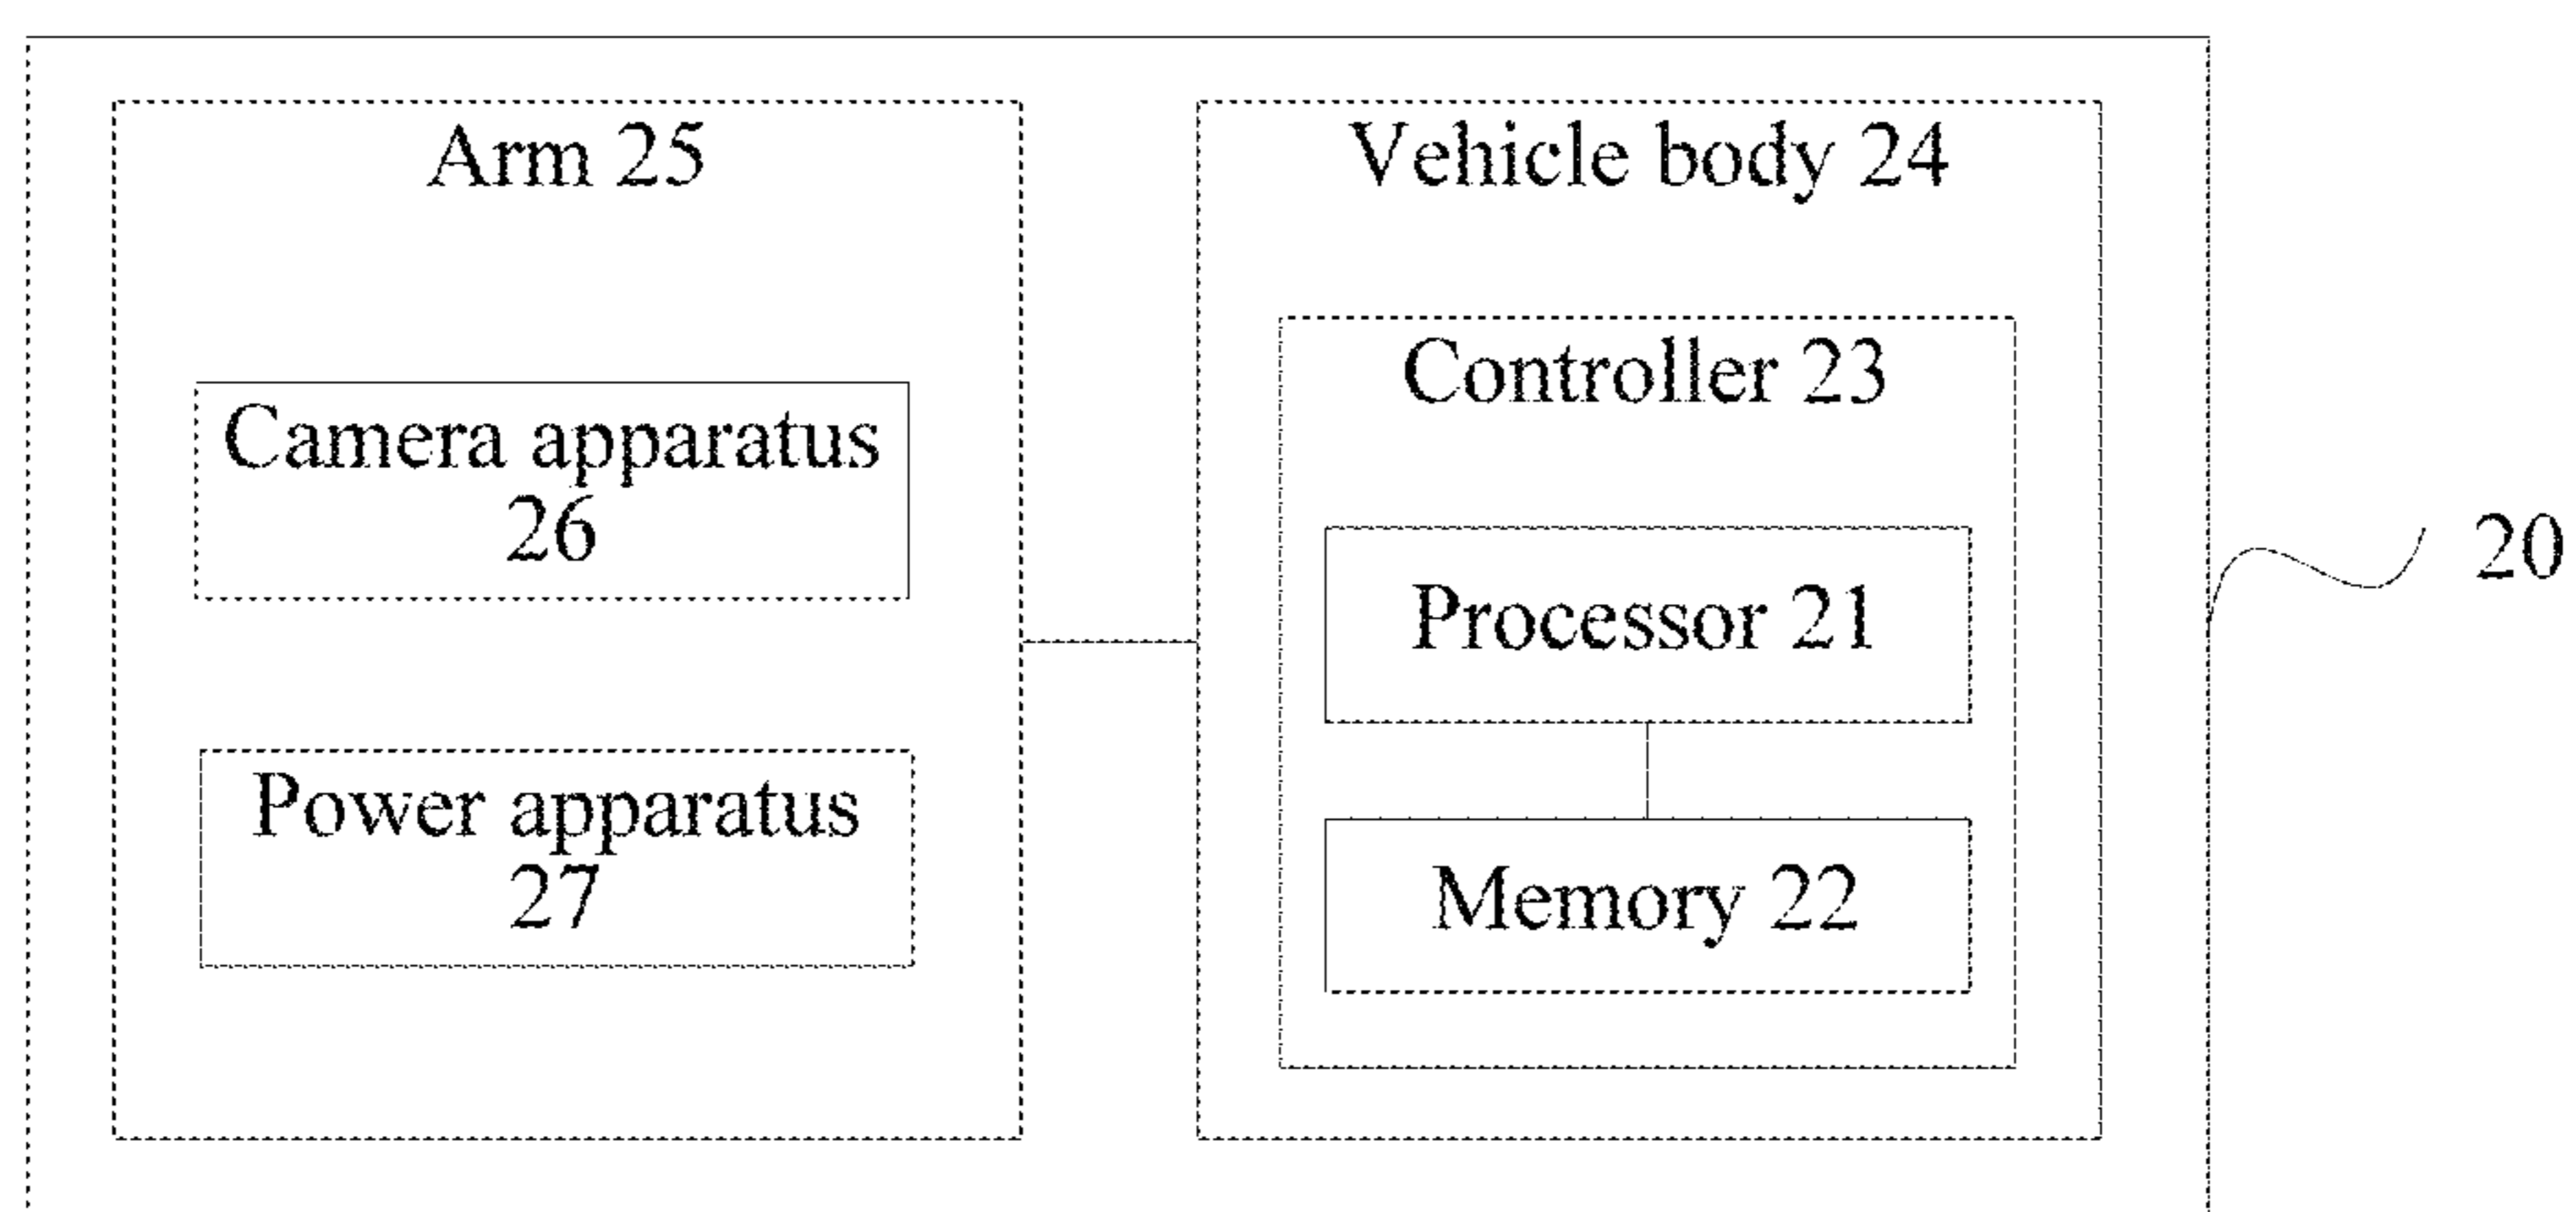 Arm 25
Camera apparatus
26
Power apparatus
27
Vehicle body 24
Controller 23
Processor 21
Memory 22
20